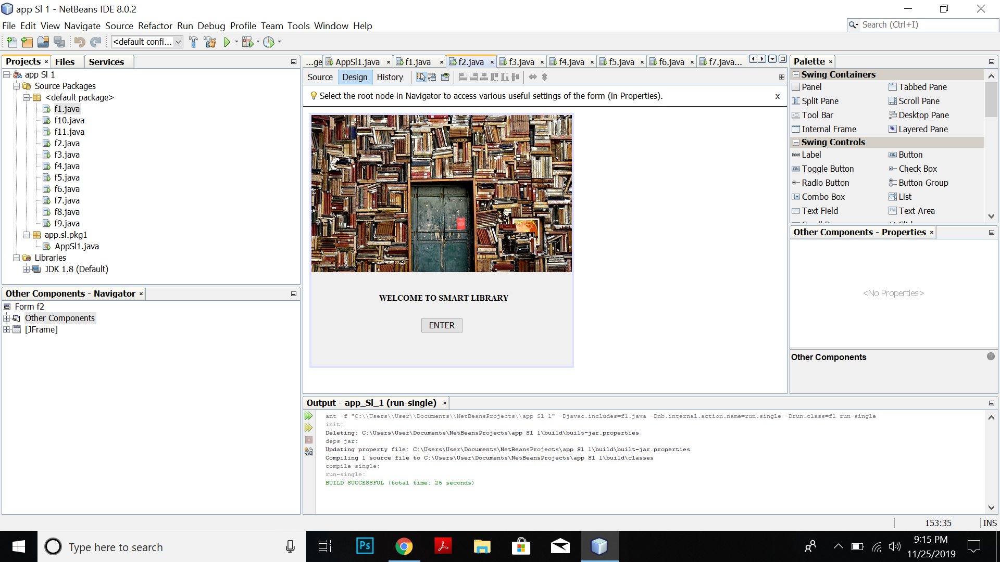 app Sl 1 - NetBeans IDE 8.0.2
File Edit View Navigate Source Refactor Run Debug Profile Team Tools Window Help
Search (Ctrl+I)
<default confi...
Projects
Files
Services
app Sl 1
Source Packages
<default package>
f1.java
f10.java
f11.java
f2.java
f3.java
f4.java
f5.java
f6.java
f7.java
f8.java
f9.java
app.sl.pkg1
AppSl1.java
Libraries
JDK 1.8 (Default)
Other Components - Navigator
Form f2
Other Components
[JFrame]
...ge AppSl1.java f1.java f2.java f3.java f4.java f5.java f6.java f7.java...
Source Design History
Select the root node in Navigator to access various useful settings of the form (in Properties).
x
WELCOME TO SMART LIBRARY
ENTER
Palette
Swing Containers
Panel Tabbed Pane
Split Pane Scroll Pane
Tool Bar Desktop Pane
Internal Frame Layered Pane
Swing Controls
label Label OK Button
ON Toggle Button Check Box
Radio Button Button Group
Combo Box List
Text Field Text Area
Other Components - Properties
<No Properties>
Other Components
Output - app_Sl_1 (run-single)
ant -f "C:\\Users\\User\\Documents\\NetBeansProjects\\app Sl 1" -Djavac.includes=f1.java -Dnb.internal.action.name=run.single -Drun.class=f1 run-single
init:
Deleting: C:\Users\User\Documents\NetBeansProjects\app Sl 1\build\built-jar.properties
deps-jar:
Updating property file: C:\Users\User\Documents\NetBeansProjects\app Sl 1\build\built-jar.properties
Compiling 1 source file to C:\Users\User\Documents\NetBeansProjects\app Sl 1\build\classes
compile-single:
run-single:
BUILD SUCCESSFUL (total time: 25 seconds)
153:35 INS
Type here to search
Ps
9:15 PM
11/25/2019